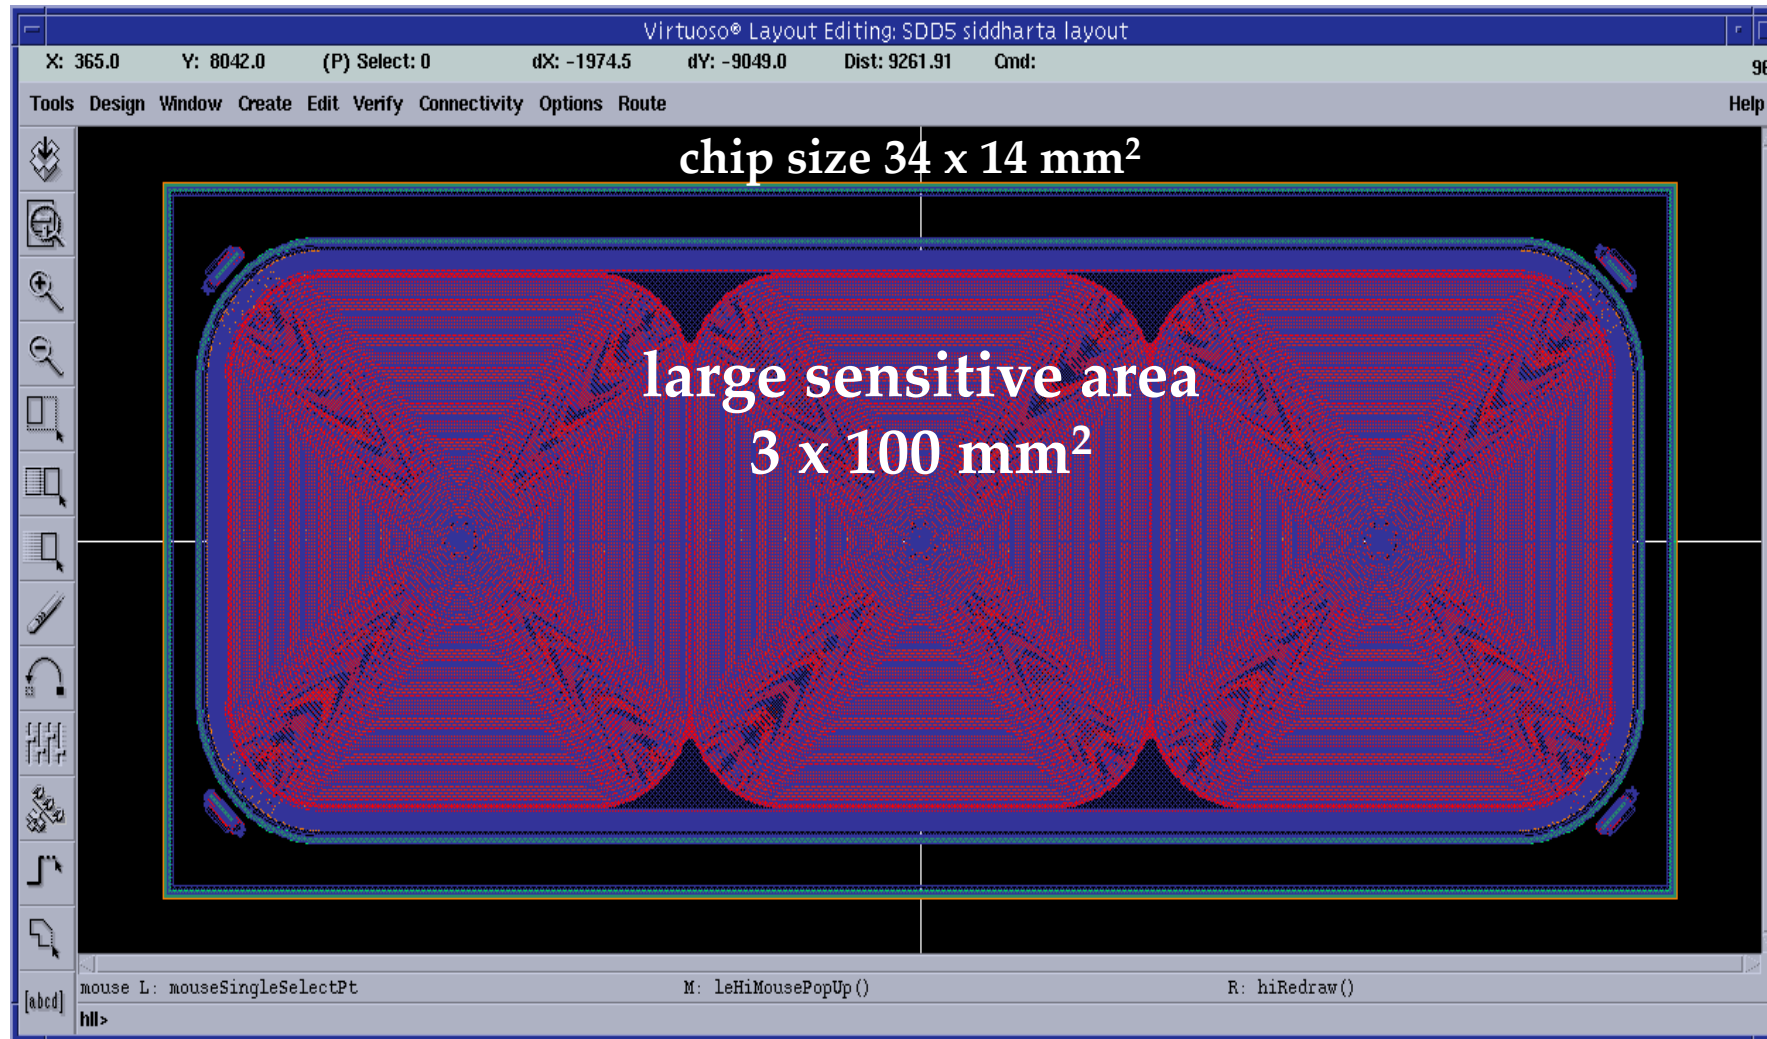 Virtuoso® Layout Editing: SDD5 siddharta layout
X: 365.0 Y: 8042.0 (P) Select: 0 dX: -1974.5 dY: -9049.0 Dist: 9261.91 Cmd:
Tools Design Window Create Edit Verify Connectivity Options Route Help
chip size 34 x 14 mm²
large sensitive area
3 x 100 mm²
mouse L: mouseSingleSelectPt M: leHiMousePopUp() R: hiRedraw()
[abcd]